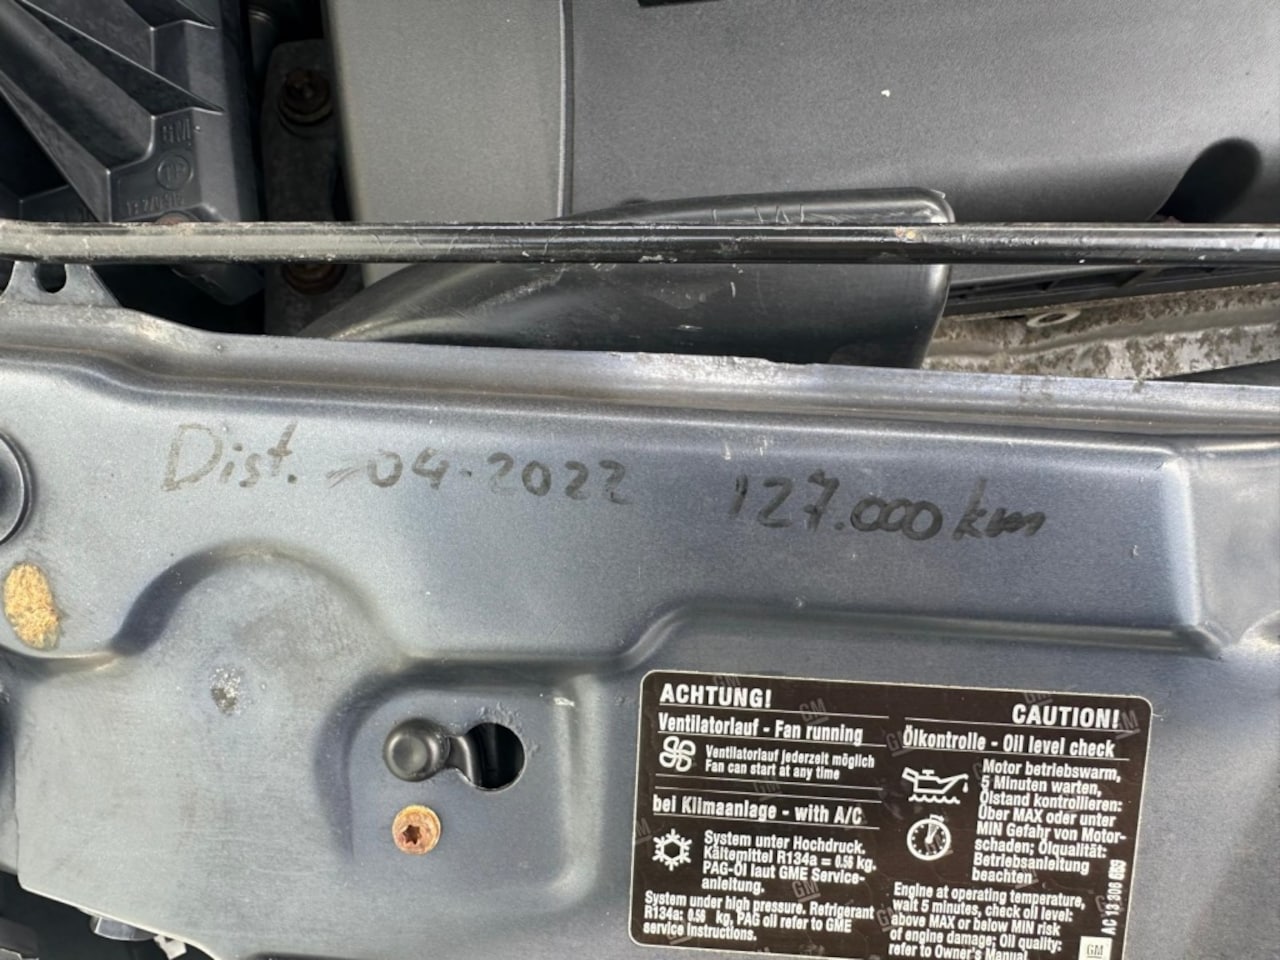 GM
Dist. -04-2022 127.000 km
ACHTUNG!
Ventilatorlauf - Fan running
Ventilatorlauf jederzeit möglich
Fan can start at any time
bei Klimaanlage - with A/C
System unter Hochdruck.
Kältemittel R134a = 0.56 kg.
PAG-Öl laut GME Service-
anleitung.
System under high pressure. Refrigerant
R134a: 0.56 kg, PAG oil refer to GME
service instructions.
CAUTION!
Ölkontrolle - Oil level check
Motor betriebswarm,
5 Minuten warten,
Ölstand kontrollieren:
Über MAX oder unter
MIN Gefahr von Motor-
schaden; Ölqualität:
Betriebsanleitung
beachten
Engine at operating temperature,
wait 5 minutes, check oil level:
above MAX or below MIN risk
of engine damage; Oil quality:
refer to Owner's Manual
AC 13 306 663
GM